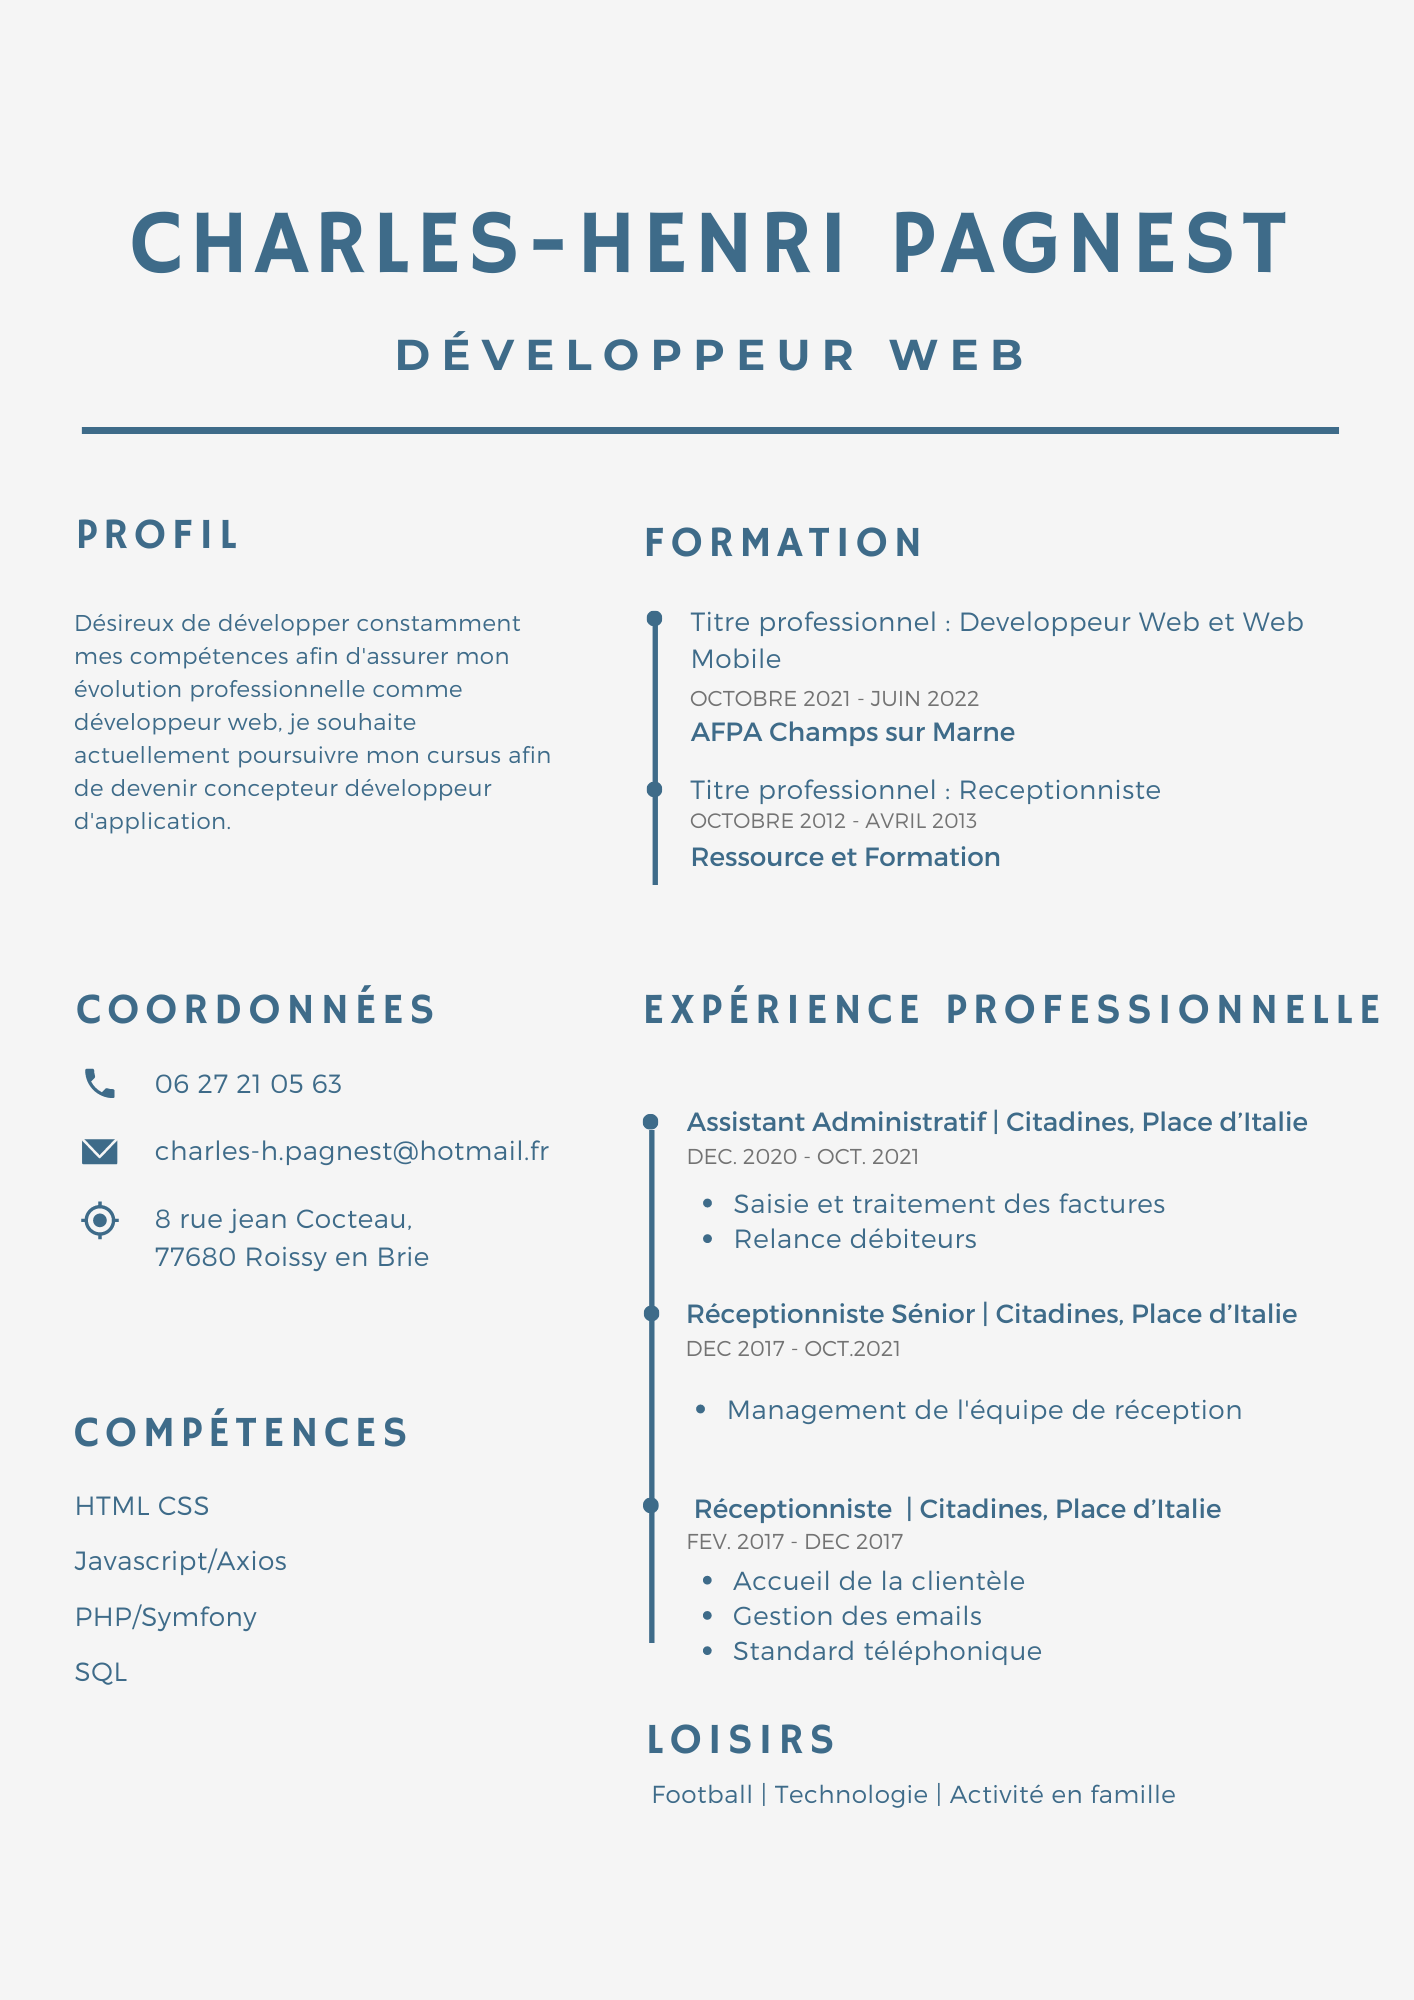 CHARLES-HENRI PAGNEST
DÉVELOPPEUR WEB
PROFIL
Désireux de développer constamment
mes compétences afin d'assurer mon
évolution professionnelle comme
développeur web, je souhaite
actuellement poursuivre mon cursus afin
de devenir concepteur développeur
d'application.
COORDONNÉES
06 27 21 05 63
charles-h.pagnest@hotmail.fr
8 rue jean Cocteau,
77680 Roissy en Brie
COMPÉTENCES
HTML CSS
Javascript/Axios
PHP/Symfony
SQL
FORMATION
Titre professionnel : Developpeur Web et Web
Mobile
OCTOBRE 2021 - JUIN 2022
AFPA Champs sur Marne
Titre professionnel : Receptionniste
OCTOBRE 2012 - AVRIL 2013
Ressource et Formation
EXPÉRIENCE PROFESSIONNELLE
Assistant Administratif | Citadines, Place d’Italie
DEC. 2020 - OCT. 2021
• Saisie et traitement des factures
• Relance débiteurs
Réceptionniste Sénior | Citadines, Place d’Italie
DEC 2017 - OCT.2021
• Management de l'équipe de réception
Réceptionniste | Citadines, Place d’Italie
FEV. 2017 - DEC 2017
• Accueil de la clientèle
• Gestion des emails
• Standard téléphonique
LOISIRS
Football | Technologie | Activité en famille